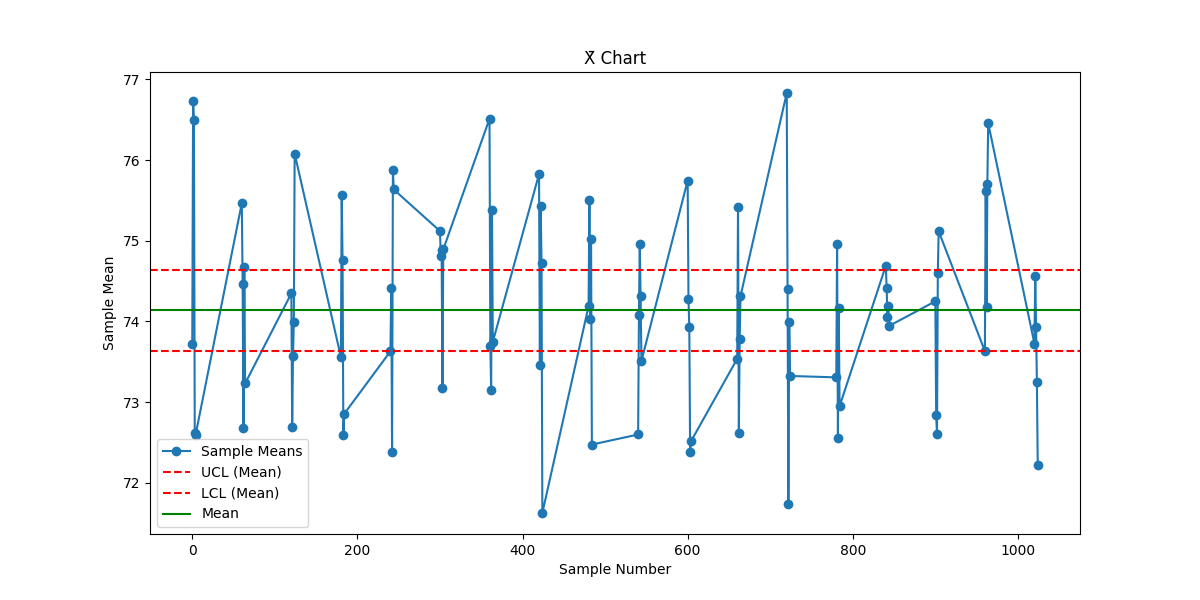 X̄ Chart
Sample Mean
77
76
75
74
73
72
Sample Means
UCL (Mean)
LCL (Mean)
Mean
0
200
400
600
800
1000
Sample Number